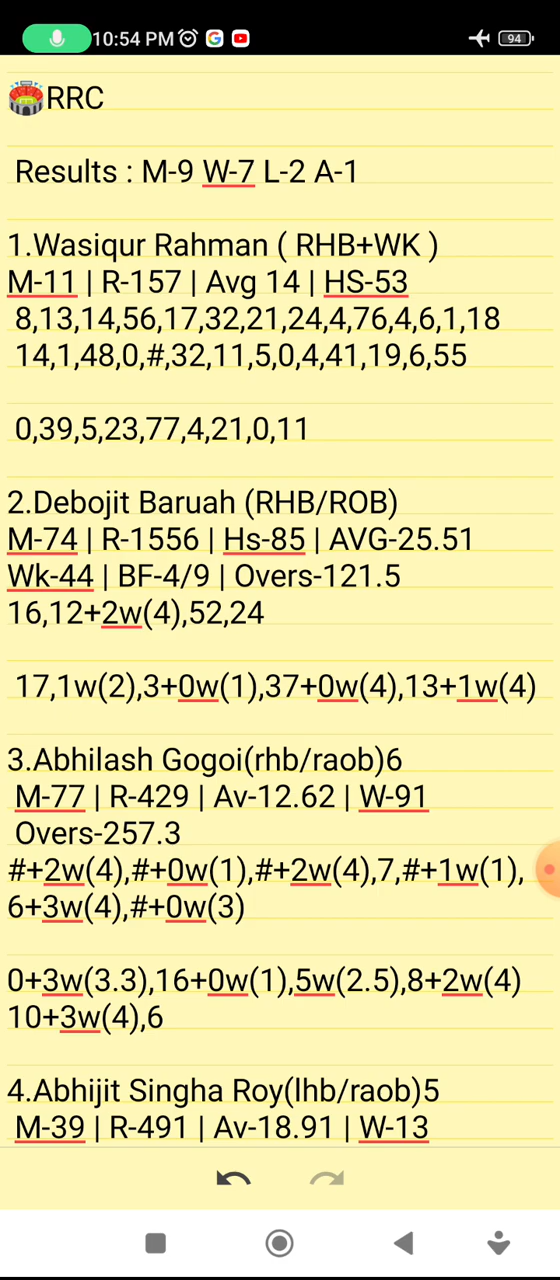 10:54 PM
94
RRC
Results : M-9 W-7 L-2 A-1
1.Wasiqur Rahman ( RHB+WK )
M-11 | R-157 | Avg 14 | HS-53
8,13,14,56,17,32,21,24,4,76,4,6,1,18
14,1,48,0,#,32,11,5,0,4,41,19,6,55
0,39,5,23,77,4,21,0,11
2.Debojit Baruah (RHB/ROB)
M-74 | R-1556 | Hs-85 | AVG-25.51
Wk-44 | BF-4/9 | Overs-121.5
16,12+2w(4),52,24
17,1w(2),3+0w(1),37+0w(4),13+1w(4)
3.Abhilash Gogoi(rhb/raob)6
M-77 | R-429 | Av-12.62 | W-91
Overs-257.3
#+2w(4),#+0w(1),#+2w(4),7,#+1w(1),
6+3w(4),#+0w(3)
0+3w(3.3),16+0w(1),5w(2.5),8+2w(4)
10+3w(4),6
4.Abhijit Singha Roy(lhb/raob)5
M-39 | R-491 | Av-18.91 | W-13